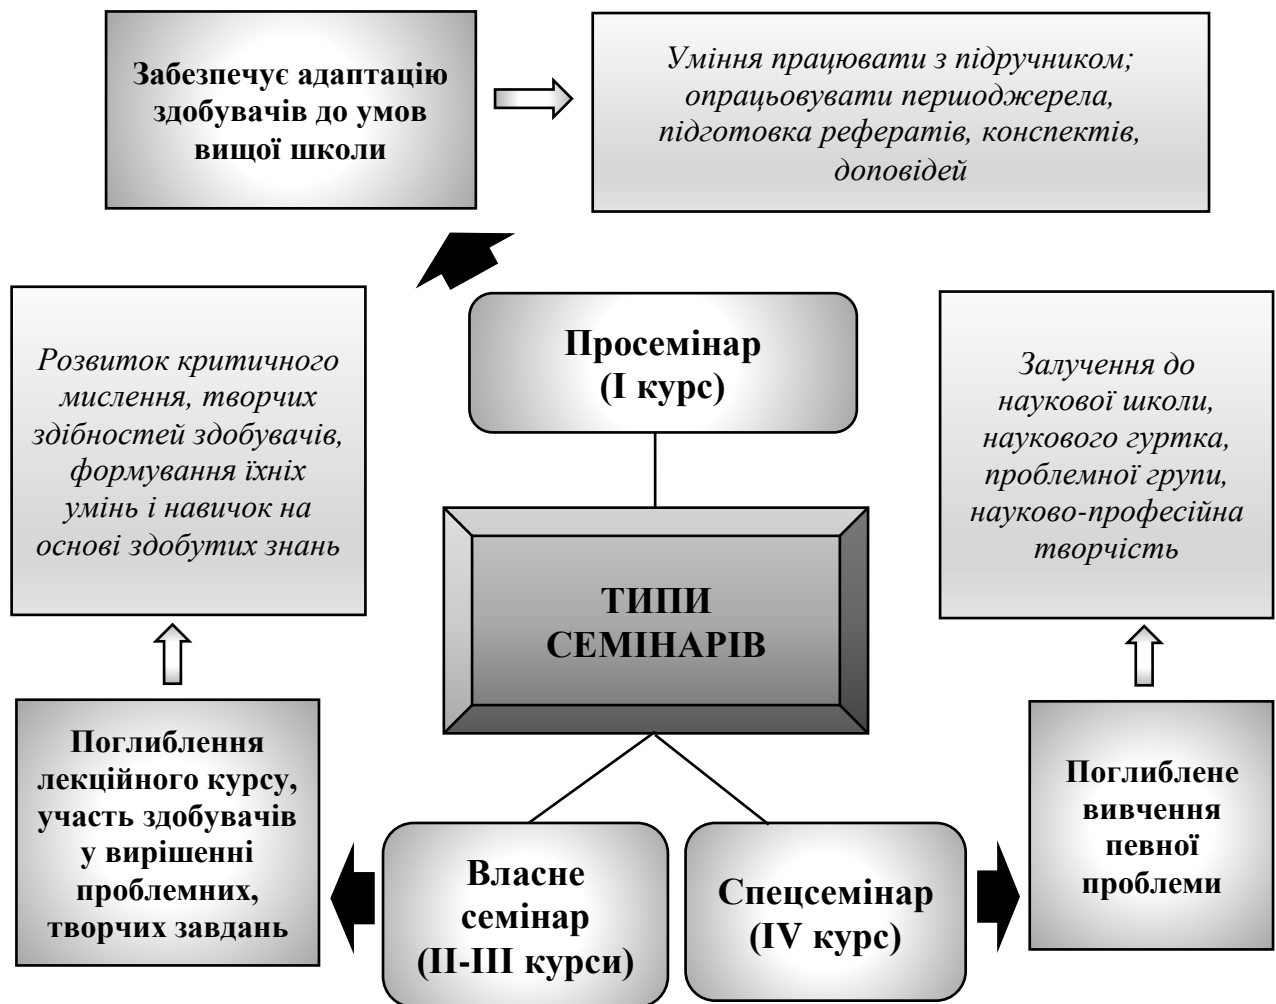 Забезпечує адаптацію
здобувачів до умов
вищої школи
Уміння працювати з підручником;
опрацьовувати першоджерела,
підготовка рефератів, конспектів,
доповідей
Розвиток критичного
мислення, творчих
здібностей здобувачів,
формування їхніх
умінь і навичок на
основі здобутих знань
Просемінар
(І курс)
Залучення до
наукової школи,
наукового гуртка,
проблемної групи,
науково-професійна
творчість
ТИПИ
СЕМІНАРІВ
Поглиблення
лекційного курсу,
участь здобувачів
у вирішенні
проблемних,
творчих завдань
Власне
семінар
(ІІ-ІІІ курси)
Спецсемінар
(IV курс)
Поглиблене
вивчення
певної
проблеми